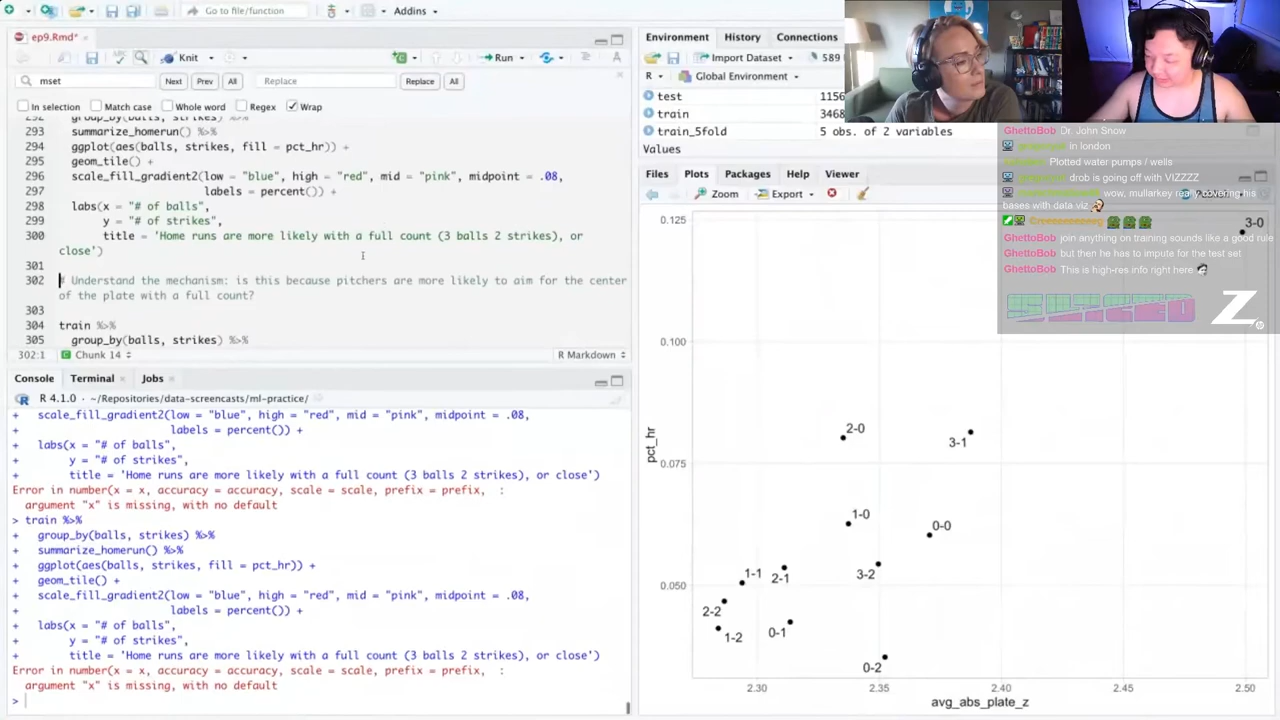 Go to file/function
Addins
ep9.Rmd*
Knit
Run
mset
Next
Prev
All
Replace
Replace
All
In selection
Match case
Whole word
Regex
Wrap
292 group_by(balls, strikes) %>%
293 summarize_homerun() %>%
294 ggplot(aes(balls, strikes, fill = pct_hr)) +
295 geom_tile() +
296 scale_fill_gradient2(low = "blue", high = "red", mid = "pink", midpoint = .08,
297 labels = percent()) +
298 labs(x = "# of balls",
299 y = "# of strikes",
300 title = 'Home runs are more likely with a full count (3 balls 2 strikes), or
close')
301
302 # Understand the mechanism: is this because pitchers are more likely to aim for the center
of the plate with a full count?
303
304 train %>%
305 group_by(balls, strikes) %>%
302:1
Chunk 14
R Markdown
Console
Terminal
Jobs
R 4.1.0 · ~/Repositories/data-screencasts/ml-practice/
+ scale_fill_gradient2(low = "blue", high = "red", mid = "pink", midpoint = .08,
+ labels = percent()) +
+ labs(x = "# of balls",
+ y = "# of strikes",
+ title = 'Home runs are more likely with a full count (3 balls 2 strikes), or close')
Error in number(x = x, accuracy = accuracy, scale = scale, prefix = prefix, :
argument "x" is missing, with no default
> train %>%
+ group_by(balls, strikes) %>%
+ summarize_homerun() %>%
+ ggplot(aes(balls, strikes, fill = pct_hr)) +
+ geom_tile() +
+ scale_fill_gradient2(low = "blue", high = "red", mid = "pink", midpoint = .08,
+ labels = percent()) +
+ labs(x = "# of balls",
+ y = "# of strikes",
+ title = 'Home runs are more likely with a full count (3 balls 2 strikes), or close')
Error in number(x = x, accuracy = accuracy, scale = scale, prefix = prefix, :
argument "x" is missing, with no default
>
Environment
History
Connections
Import Dataset
589
R
Global Environment
test 1156
train 3468
train_5fold 5 obs. of 2 variables
Values
Files
Plots
Packages
Help
Viewer
Zoom
Export
GhettoBob Dr. John Snow
in london
Plotted water pumps / wells
drob is going off with VIZZZZ
wow, mullarkey really covering his
bases with data viz
GhettoBob join anything on training sounds like a good rule
GhettoBob but then he has to impute for the test set
GhettoBob This is high-res info right here
SLICED
Z
0.125
3-0
0.100
2-0
3-1
0.075
1-0
0-0
3-2
1-1
2-1
0.050
2-2
1-2
0-1
0-2
pct_hr
2.30
2.35
2.40
2.45
2.50
avg_abs_plate_z